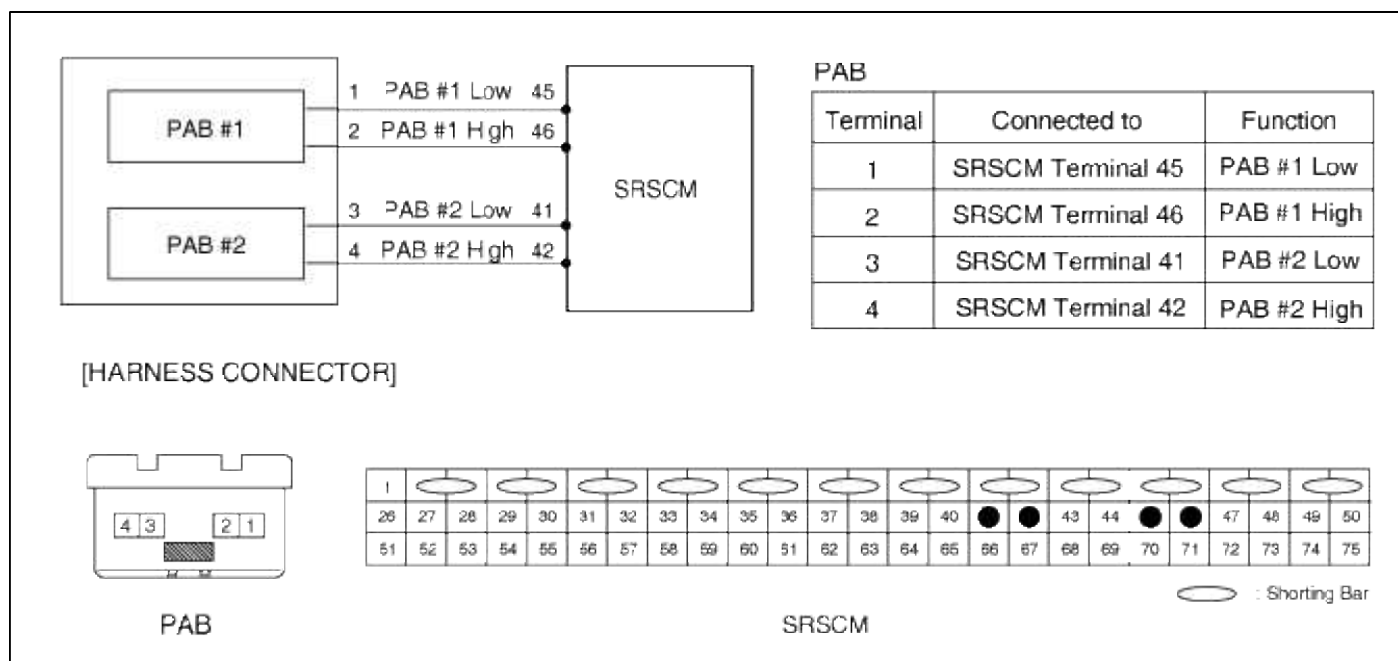 1 PAB #1 Low 45
PAB #1
2 PAB #1 High 46
SRSCM
3 PAB #2 Low 41
PAB #2
4 PAB #2 High 42
PAB
Terminal Connected to Function
1 SRSCM Terminal 45 PAB #1 Low
2 SRSCM Terminal 46 PAB #1 High
3 SRSCM Terminal 41 PAB #2 Low
4 SRSCM Terminal 42 PAB #2 High
[HARNESS CONNECTOR]
4 3 2 1
PAB
1
26 27 28 29 30 31 32 33 34 35 36 37 38 39 40 43 44 47 48 49 50
51 52 53 54 55 56 57 58 59 60 61 62 63 64 65 66 67 68 69 70 71 72 73 74 75
: Shorting Bar
SRSCM